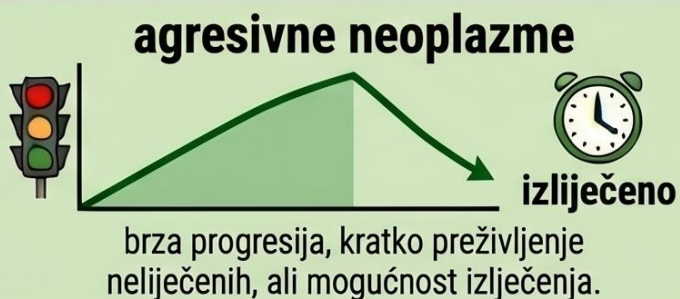 agresivne neoplazme
izliječeno
brza progresija, kratko preživljenje
neliječenih, ali mogućnost izlječenja.